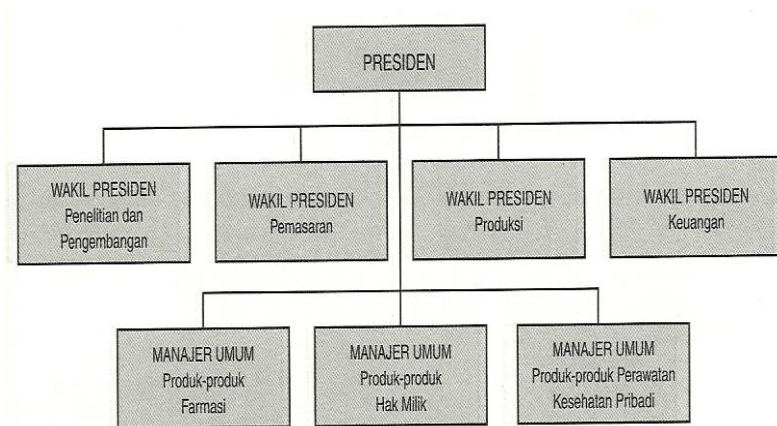 PRESIDEN
WAKIL PRESIDEN
Penelitian dan
Pengembangan
WAKIL PRESIDEN
Pemasaran
WAKIL PRESIDEN
Produksi
WAKIL PRESIDEN
Keuangan
MANAJER UMUM
Produk-produk
Farmasi
MANAJER UMUM
Produk-produk
Hak Milik
MANAJER UMUM
Produk-produk Perawatan
Kesehatan Pribadi